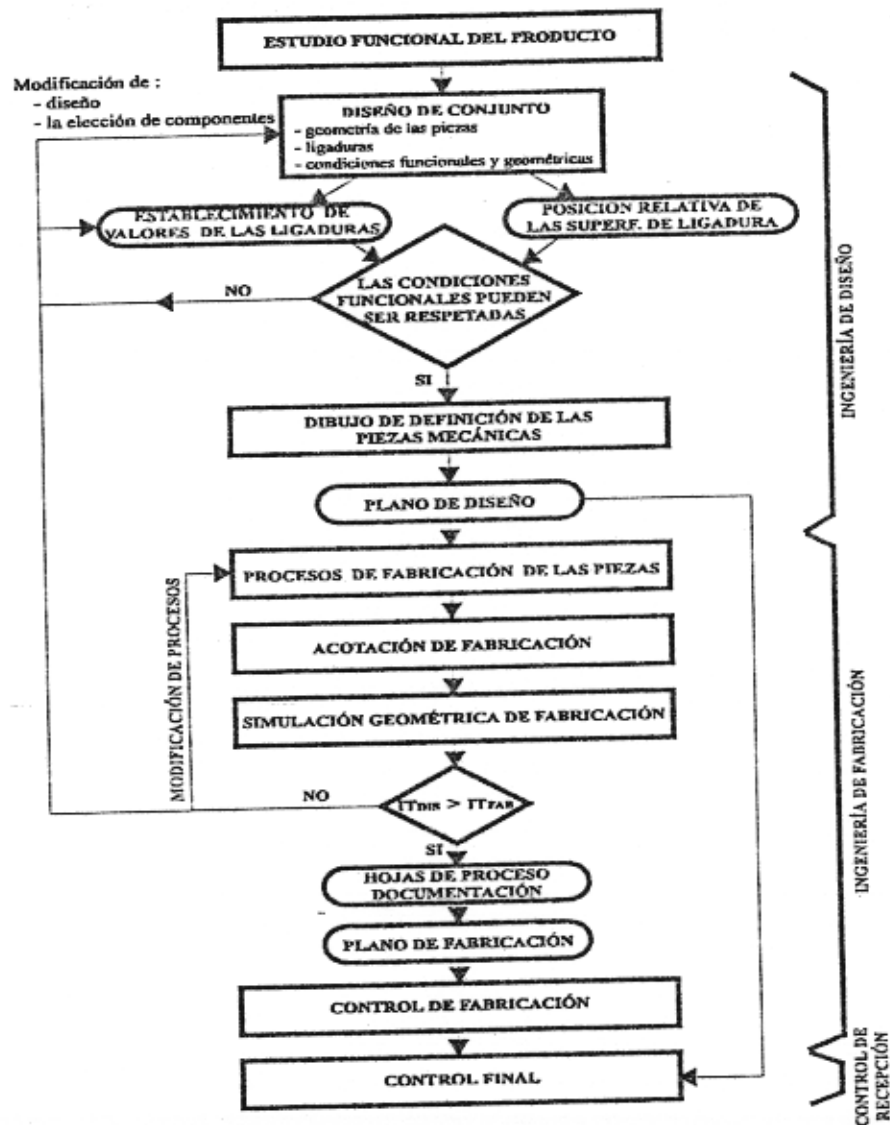 ESTUDIO FUNCIONAL DEL PRODUCTO
Modificación de :
- diseño
- la elección de componentes
DISEÑO DE CONJUNTO
- geometría de las piezas
- ligaduras
- condiciones funcionales y geométricas
ESTABLECIMIENTO DE
VALORES DE LAS LIGADURAS
POSICION RELATIVA DE
LAS SUPERF. DE LIGADURA
LAS CONDICIONES
FUNCIONALES PUEDEN
SER RESPETADAS
NO
SI
DIBUJO DE DEFINICIÓN DE LAS
PIEZAS MECÁNICAS
PLANO DE DISEÑO
INGENIERÍA DE DISEÑO
PROCESOS DE FABRICACIÓN DE LAS PIEZAS
ACOTACIÓN DE FABRICACIÓN
SIMULACIÓN GEOMÉTRICA DE FABRICACIÓN
MODIFICACIÓN DE PROCESOS
NO
ITDIS > ITFAB
SI
HOJAS DE PROCESO
DOCUMENTACIÓN
PLANO DE FABRICACIÓN
CONTROL DE FABRICACIÓN
INGENIERÍA DE FABRICACIÓN
CONTROL FINAL
CONTROL DE
RECEPCIÓN